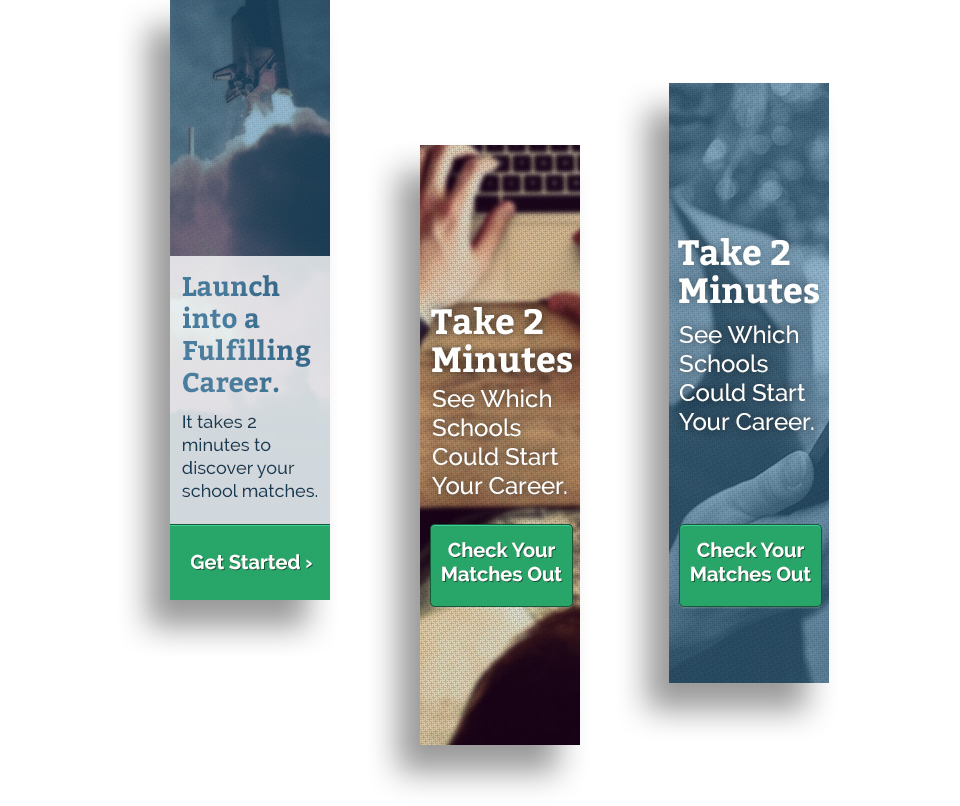 Launch
into a
Fulfilling
Career.
It takes 2
minutes to
discover your
school matches.
Get Started ›
Take 2
Minutes
See Which
Schools
Could Start
Your Career.
Check Your
Matches Out
Take 2
Minutes
See Which
Schools
Could Start
Your Career.
Check Your
Matches Out